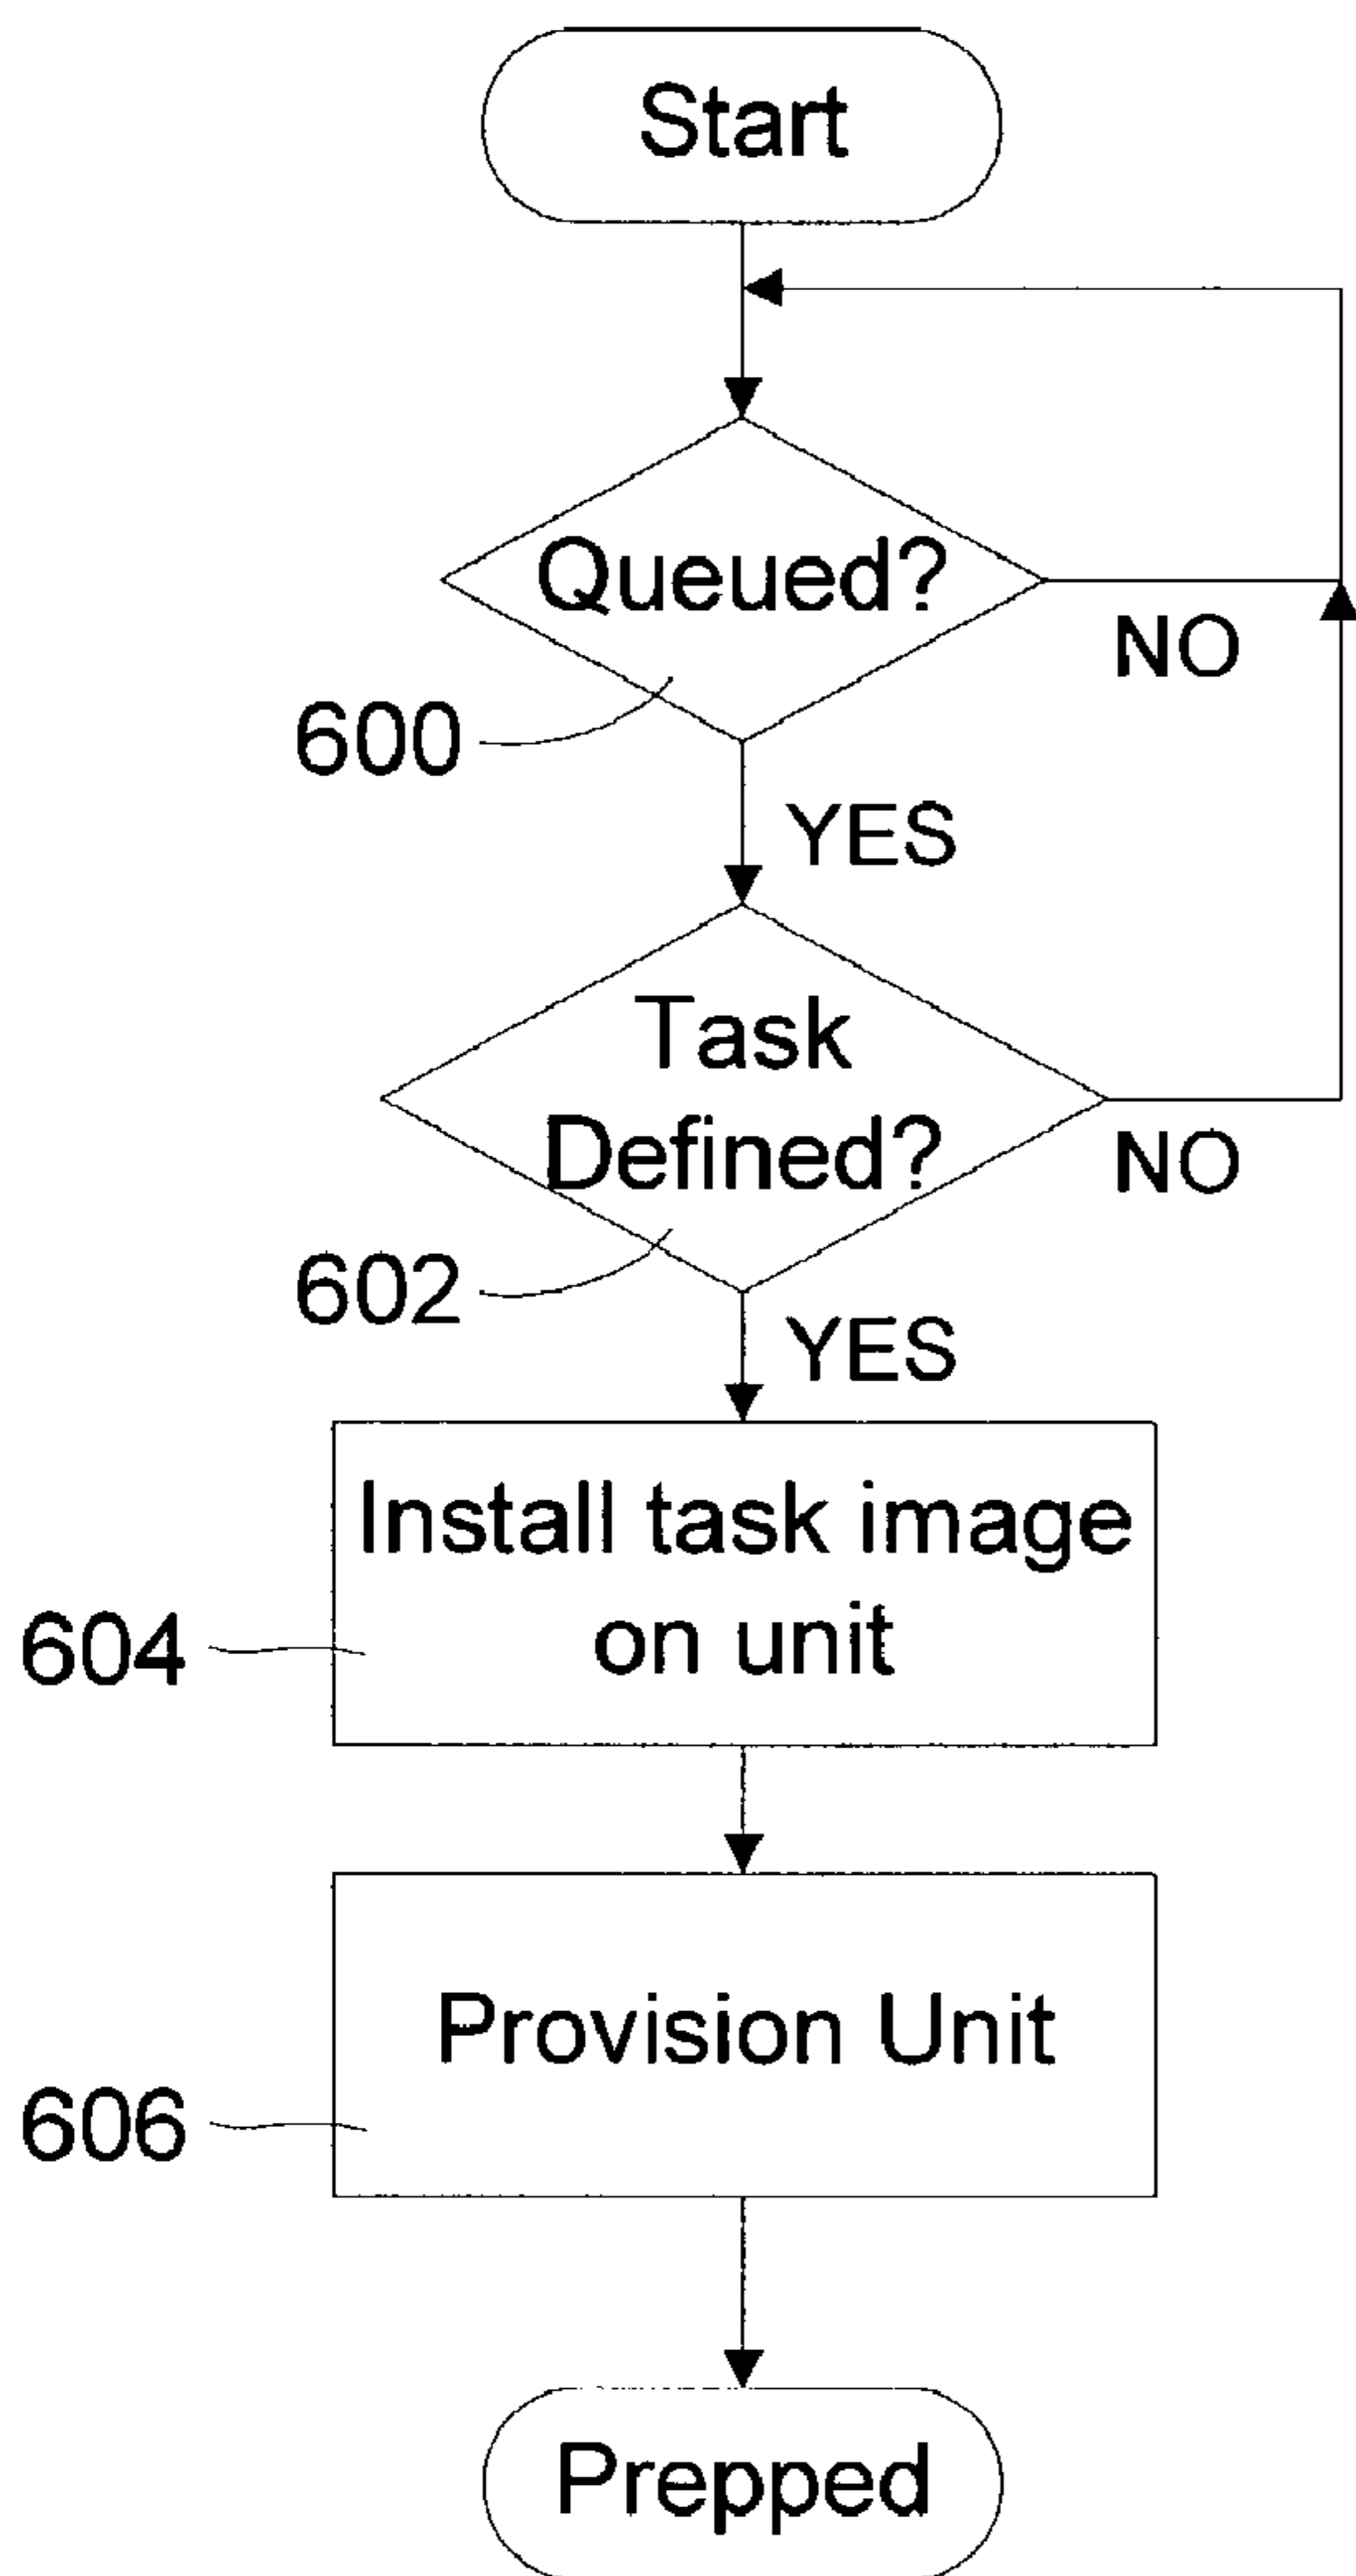 Start
Queued?
NO
600
YES
Task
Defined?
NO
602
YES
Install task image
on unit
604
Provision Unit
606
Prepped